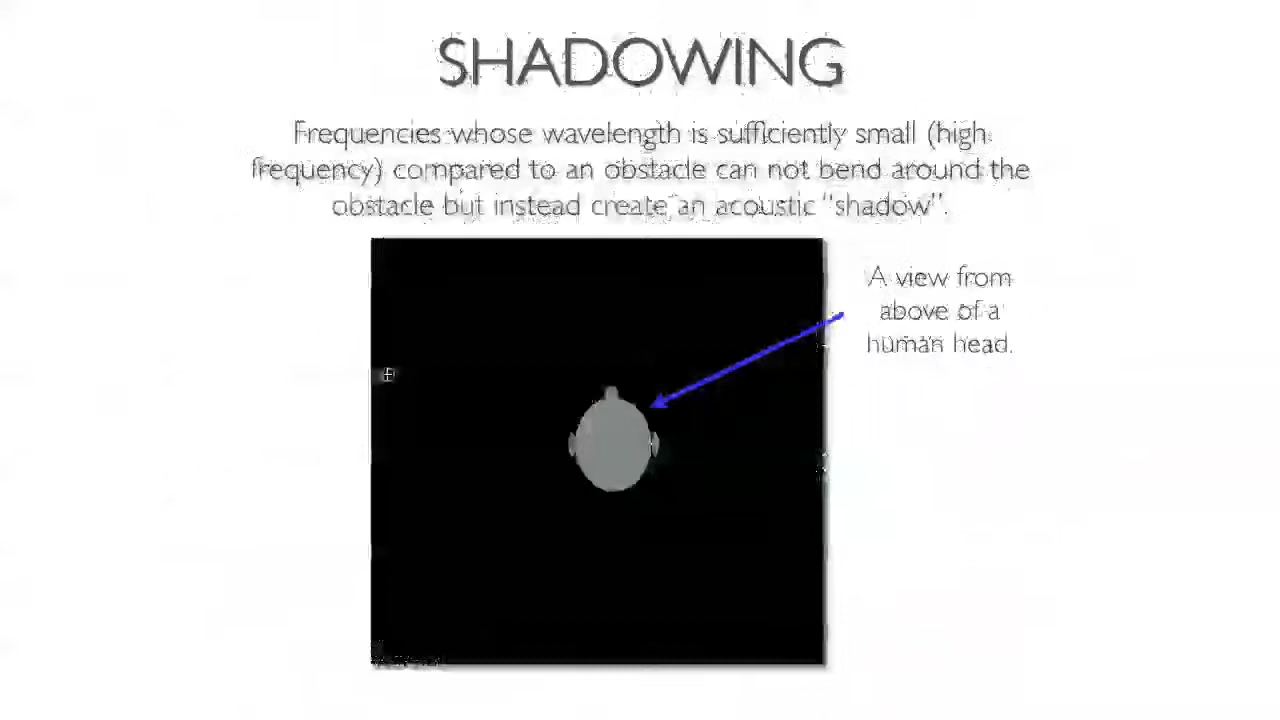 SHADOWING
Frequencies whose wavelength is sufficiently small (high
frequency) compared to an obstacle can not bend around the
obstacle but instead create an acoustic "shadow".
A view from
above of a
human head.